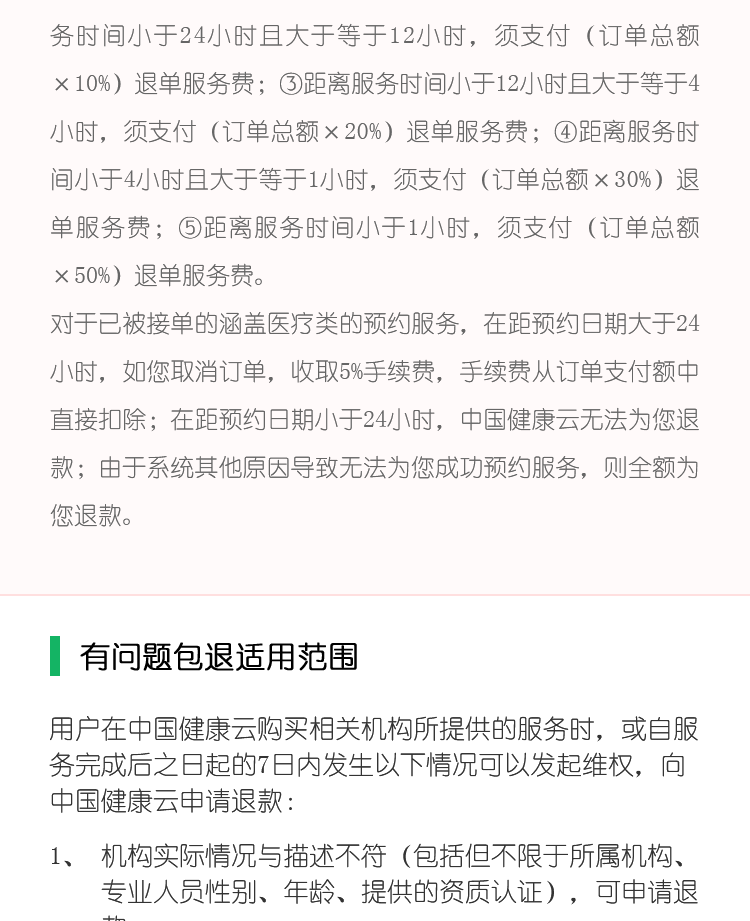 务时间小于24小时且大于等于12小时，须支付（订单总额
×10%）退单服务费；③距离服务时间小于12小时且大于等于4
小时，须支付（订单总额×20%）退单服务费；④距离服务时
间小于4小时且大于等于1小时，须支付（订单总额×30%）退
单服务费；⑤距离服务时间小于1小时，须支付（订单总额
×50%）退单服务费。
对于已被接单的涵盖医疗类的预约服务，在距预约日期大于24
小时，如您取消订单，收取5%手续费，手续费从订单支付额中
直接扣除；在距预约日期小于24小时，中国健康云无法为您退
款；由于系统其他原因导致无法为您成功预约服务，则全额为
您退款。
有问题包退适用范围
用户在中国健康云购买相关机构所提供的服务时，或自服
务完成后之日起的7日内发生以下情况可以发起维权，向
中国健康云申请退款：
1、 机构实际情况与描述不符（包括但不限于所属机构、
专业人员性别、年龄、提供的资质认证），可申请退